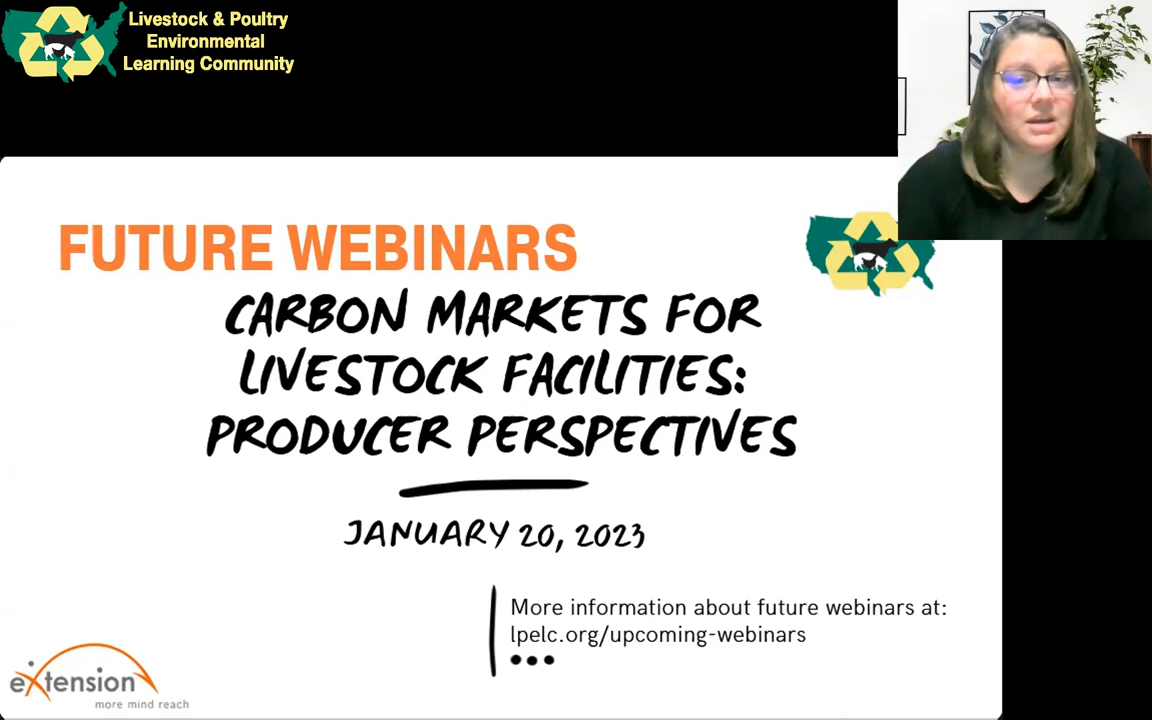 Livestock & Poultry
Environmental
Learning Community
FUTURE WEBINARS
CARBON MARKETS FOR
LIVESTOCK FACILITIES:
PRODUCER PERSPECTIVES
JANUARY 20, 2023
More information about future webinars at:
lpelc.org/upcoming-webinars
eXtension
more mind reach